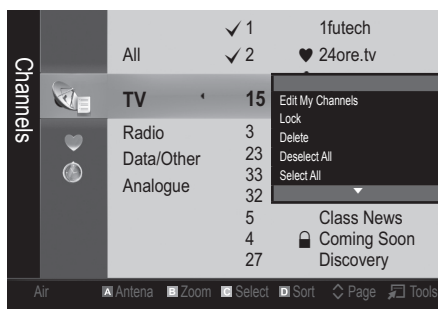 Channels
1 1futech
All 2 24ore.tv
TV 15
Edit My Channels
Lock
Delete
Deselect All
Select All
Radio 3
Data/Other 23
Analogue 33
32
5 Class News
4 Coming Soon
27 Discovery
Air A Antena B Zoom C Select D Sort Page Tools